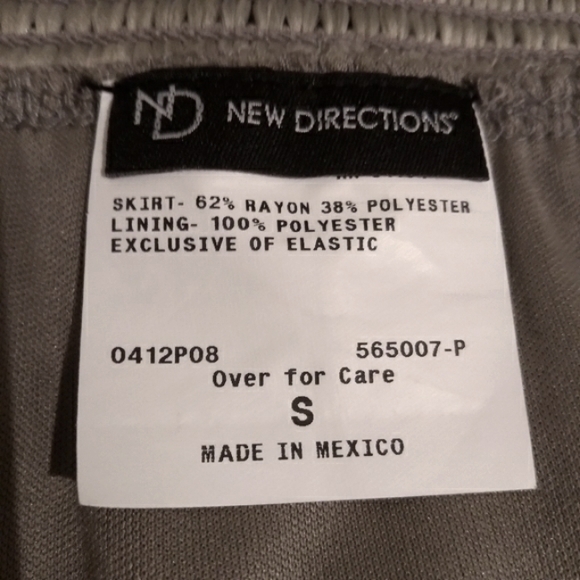 ND NEW DIRECTIONS®
SKIRT- 62% RAYON 38% POLYESTER
LINING- 100% POLYESTER
EXCLUSIVE OF ELASTIC
0412P08 565007-P
Over for Care
S
MADE IN MEXICO